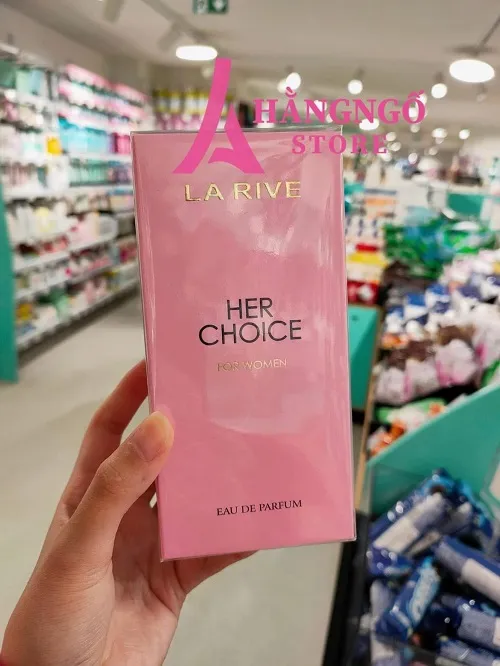 HẰNGNGỐ
STORE
LA RIVE
HER
CHOICE
FOR WOMEN
EAU DE PARFUM